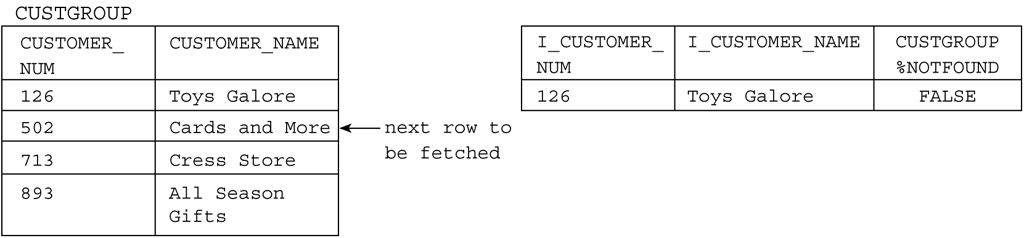 CUSTGROUP
CUSTOMER_ CUSTOMER_NAME
NUM
126 Toys Galore
502 Cards and More
713 Cress Store
893 All Season
Gifts
next row to
be fetched
I_CUSTOMER_ I_CUSTOMER_NAME CUSTGROUP
NUM %NOTFOUND
126 Toys Galore FALSE